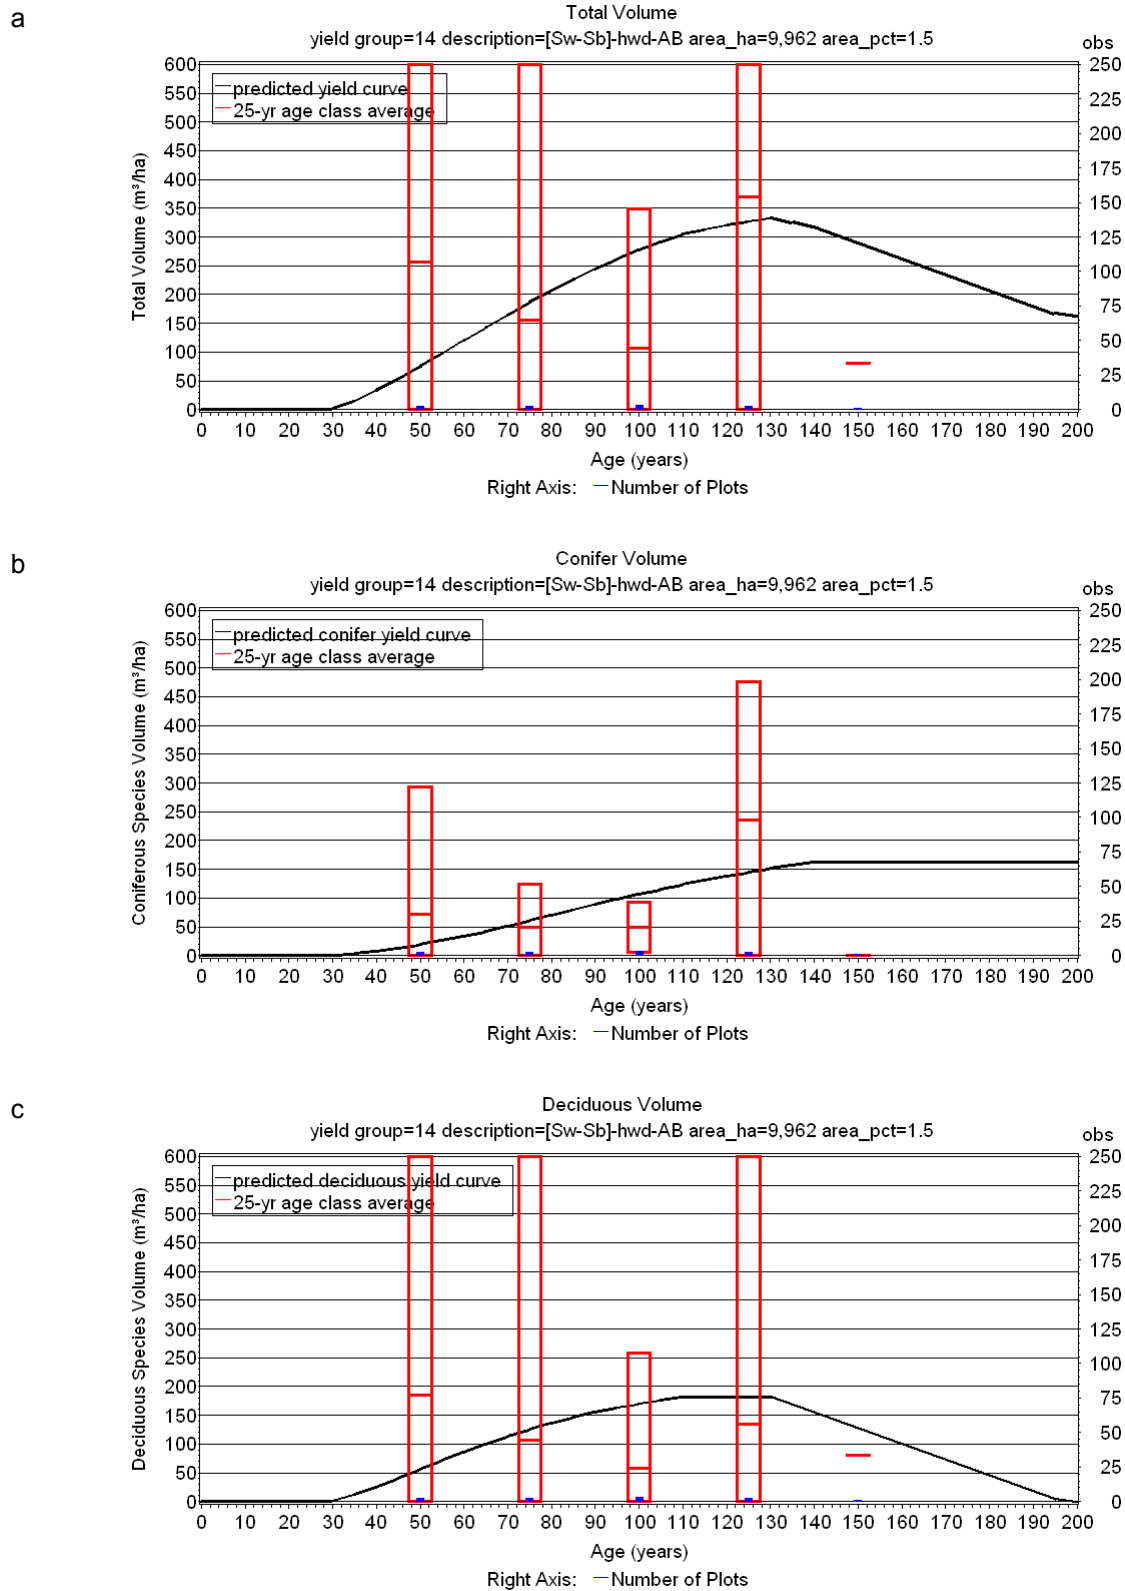 a
Total Volume
yield group=14 description=[Sw-Sb]-hwd-AB area_ha=9,962 area_pct=1.5
obs
predicted yield curve
25-yr age class average
Total Volume (m³/ha)
600 550 500 450 400 350 300 250 200 150 100 50 0
250 225 200 175 150 125 100 75 50 25 0
0 10 20 30 40 50 60 70 80 90 100 110 120 130 140 150 160 170 180 190 200
Age (years)
Right Axis: Number of Plots
b
Conifer Volume
yield group=14 description=[Sw-Sb]-hwd-AB area_ha=9,962 area_pct=1.5
obs
predicted conifer yield curve
25-yr age class average
Coniferous Species Volume (m³/ha)
600 550 500 450 400 350 300 250 200 150 100 50 0
250 225 200 175 150 125 100 75 50 25 0
0 10 20 30 40 50 60 70 80 90 100 110 120 130 140 150 160 170 180 190 200
Age (years)
Right Axis: Number of Plots
c
Deciduous Volume
yield group=14 description=[Sw-Sb]-hwd-AB area_ha=9,962 area_pct=1.5
obs
predicted deciduous yield curve
25-yr age class average
Deciduous Species Volume (m³/ha)
600 550 500 450 400 350 300 250 200 150 100 50 0
250 225 200 175 150 125 100 75 50 25 0
0 10 20 30 40 50 60 70 80 90 100 110 120 130 140 150 160 170 180 190 200
Age (years)
Right Axis: Number of Plots